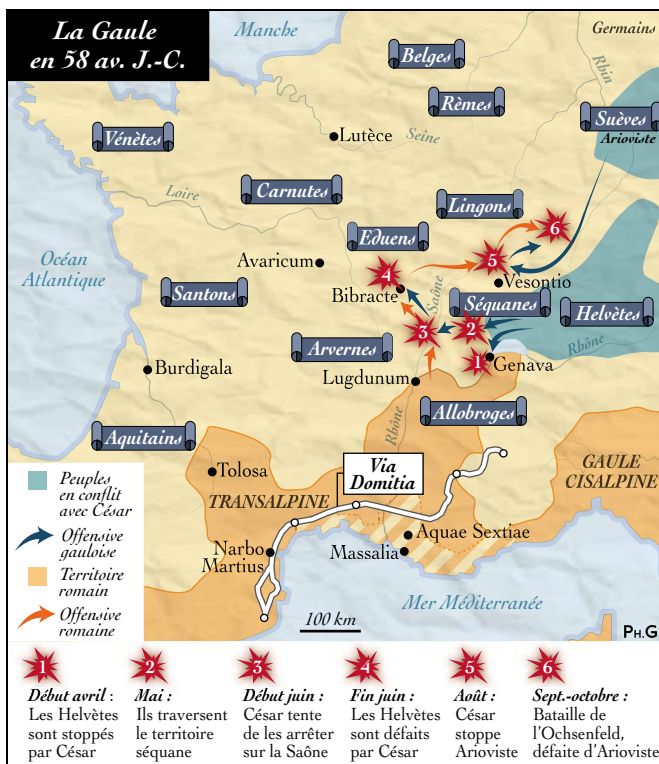 La Gaule
en 58 av. J.-C.
Manche
Germains
Belges
Rhin
Rèmes
Suèves
Arioviste
Vénètes
Lutèce
Seine
Loire
Carnutes
Lingons
6
Eduens
5
Océan
Atlantique
Avaricum
4
Vesontio
Santons
Bibracte
Saône
Séquanes
Helvètes
3
2
Rhône
Arvernes
1
Genava
Burdigala
Lugdunum
Allobroges
Aquitains
Rhône
Via
Domitia
GAULE
CISALPINE
Tolosa
TRANSALPINE
Aquae Sextiae
Narbo
Martius
Massalia
Mer Méditerranée
100 km
PH.G
Peuples
en conflit
avec César
Offensive
gauloise
Territoire
romain
Offensive
romaine
1
Début avril :
Les Helvètes
sont stoppés
par César
2
Mai :
Ils traversent
le territoire
séquane
3
Début juin :
César tente
de les arrêter
sur la Saône
4
Fin juin :
Les Helvètes
sont défaits
par César
5
Août :
César
stoppe
Arioviste
6
Sept.-octobre :
Bataille de
l'Ochsenfeld,
défaite d'Arioviste